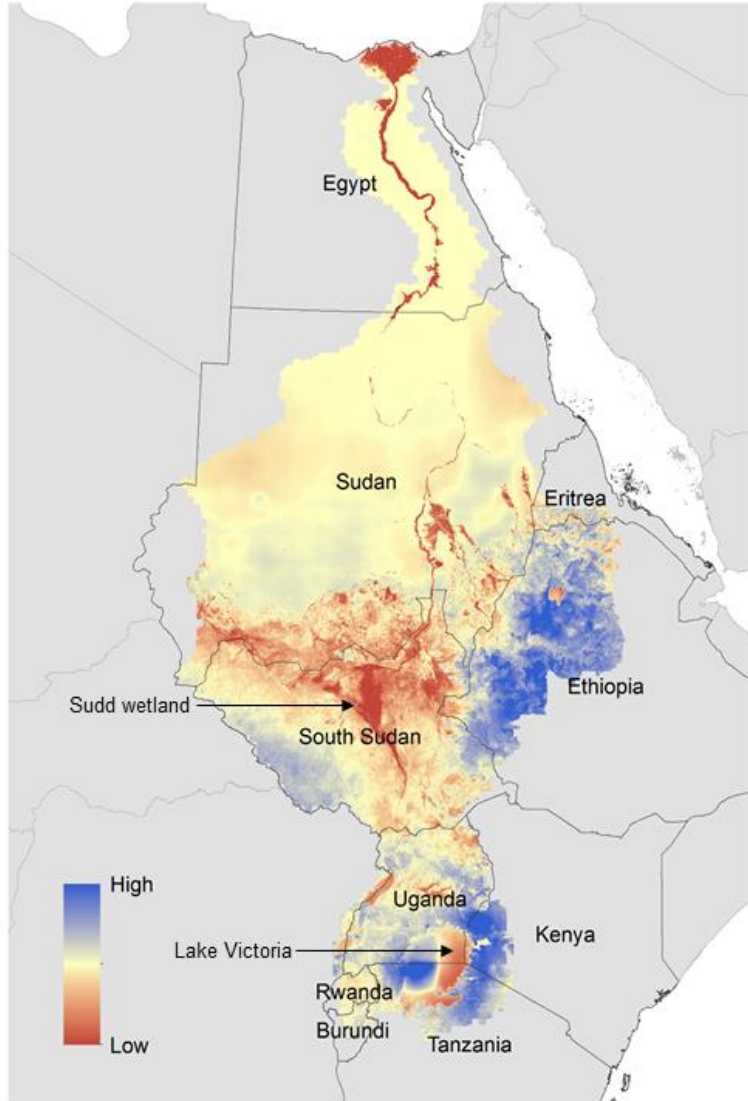 Egypt
Sudan
Eritrea
Ethiopia
Sudd wetland
South Sudan
High
Uganda
Kenya
Lake Victoria
Rwanda
Burundi
Tanzania
Low